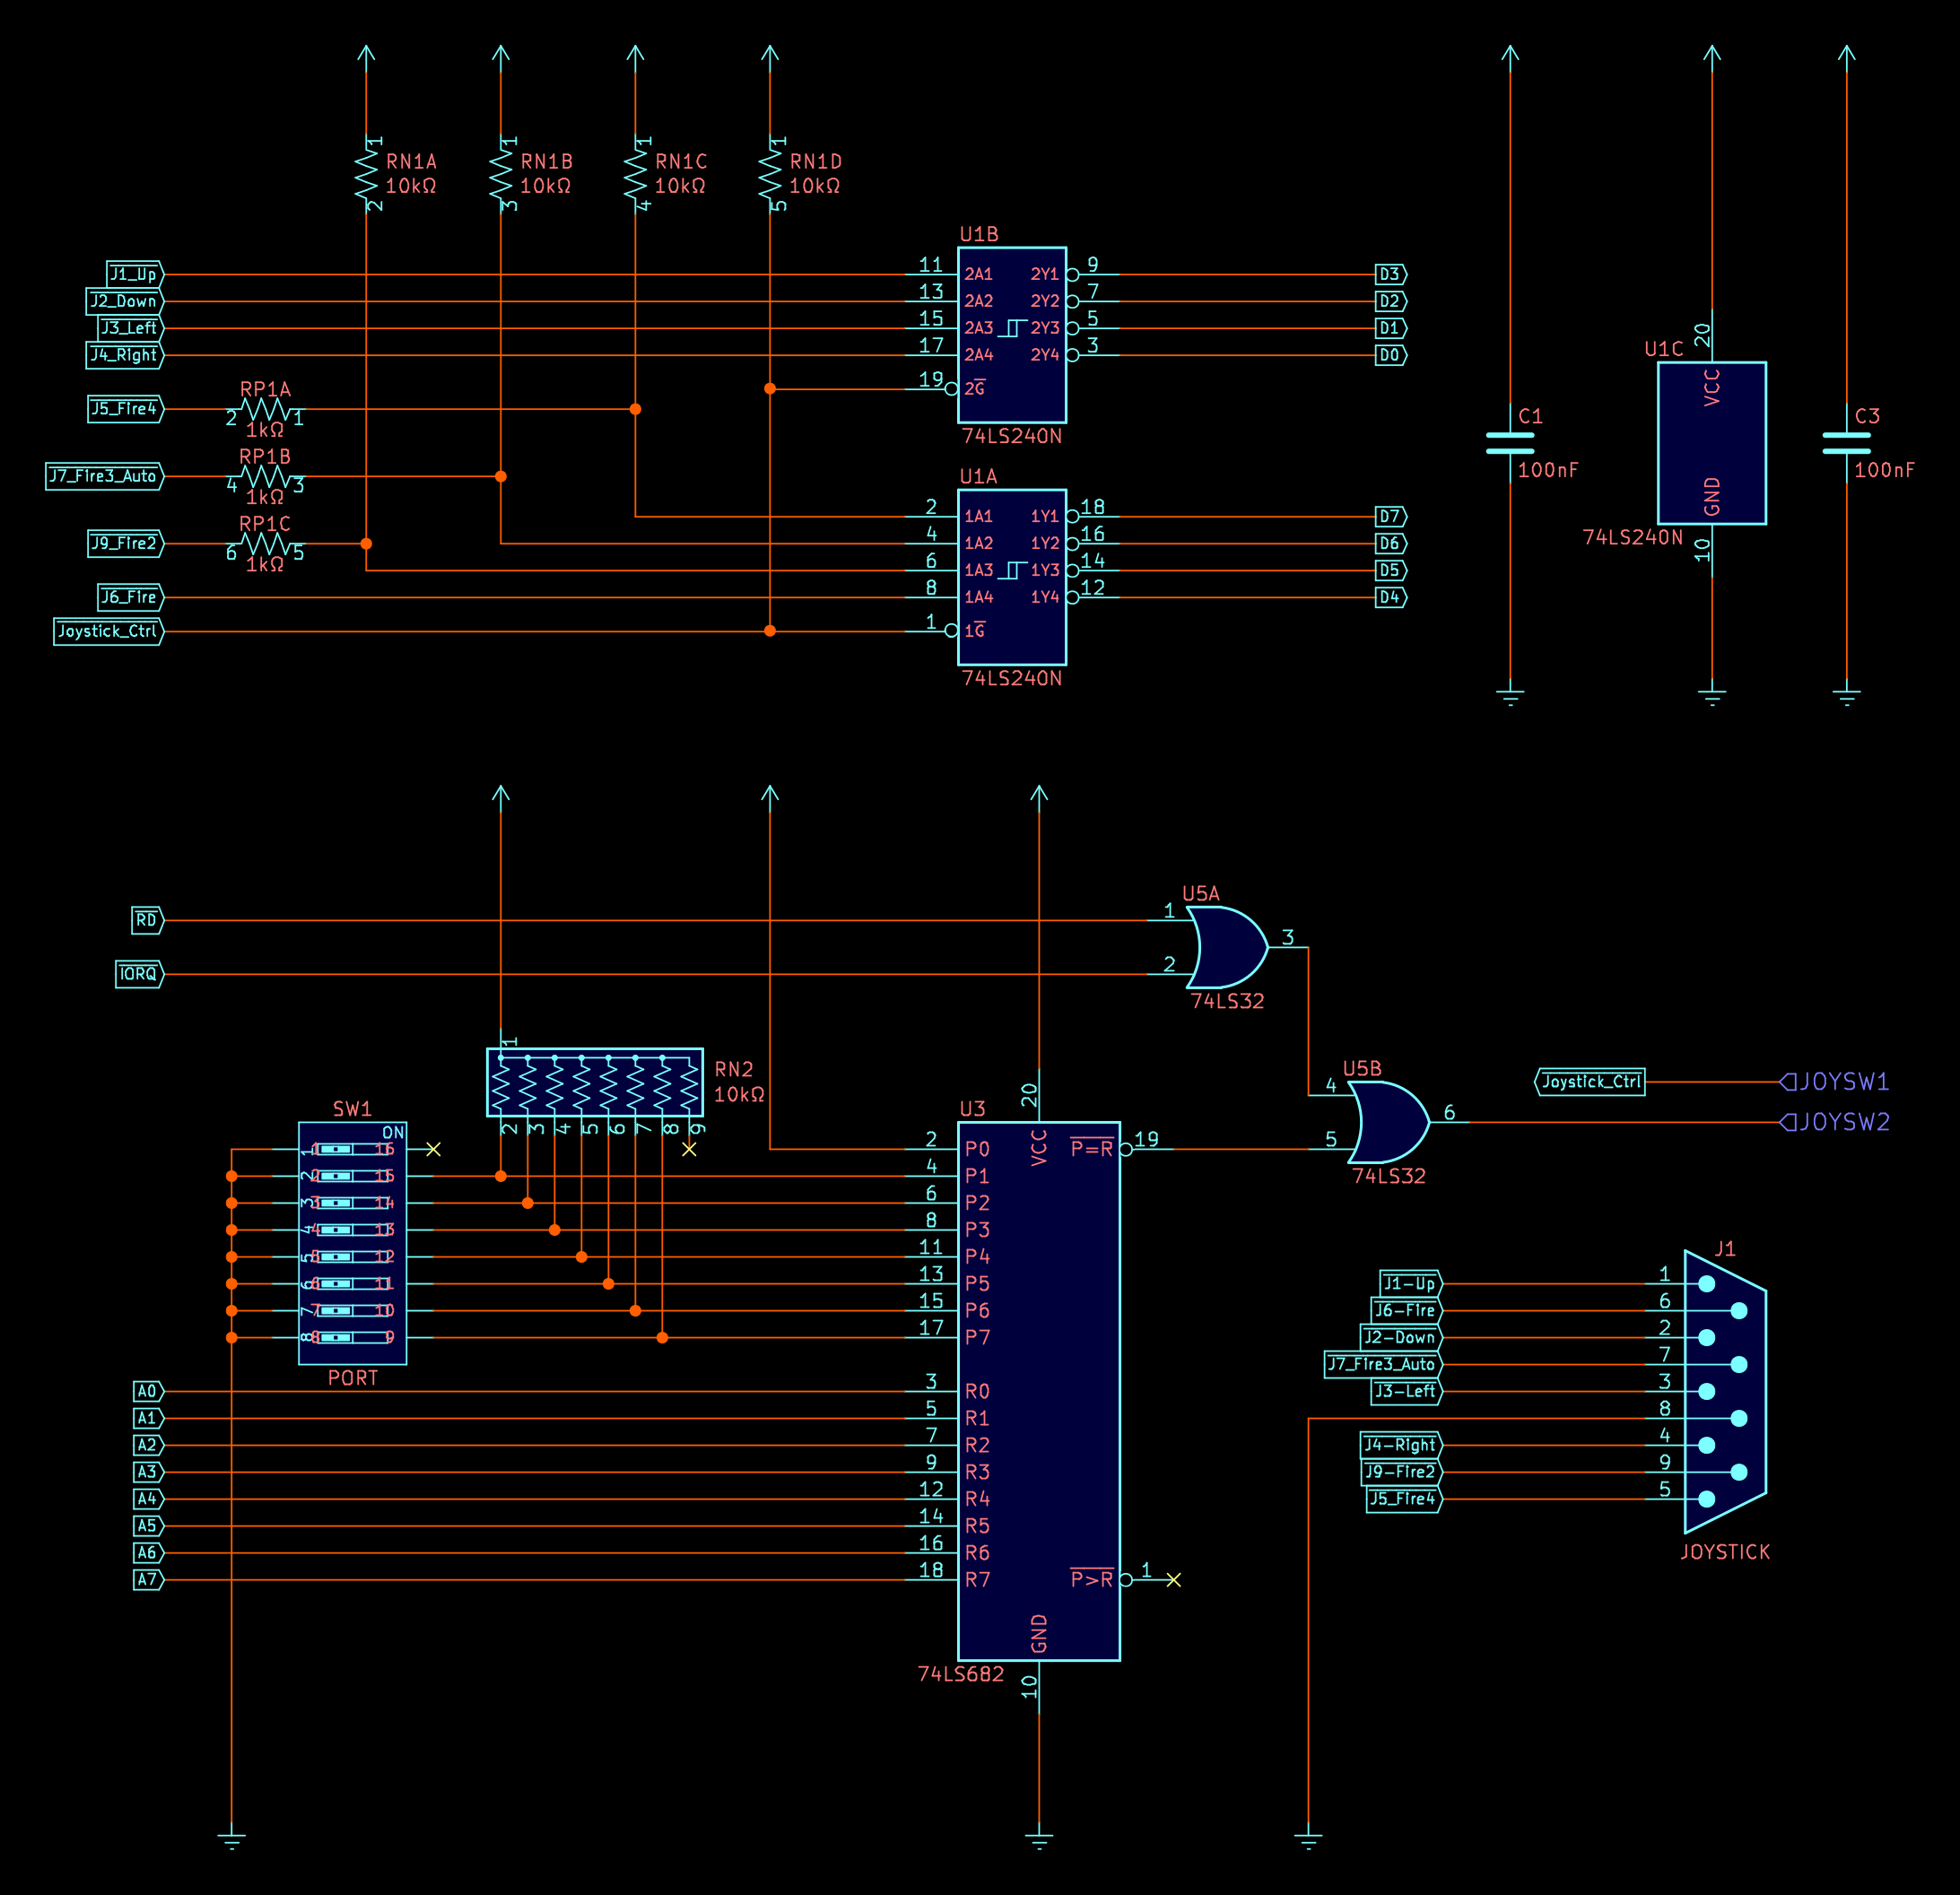 1
1
1
1
RN1A
10kΩ
2
RN1B
10kΩ
3
RN1C
10kΩ
4
RN1D
10kΩ
5
U1B
J1_Up
11
2A1
2Y1
9
D3
J2_Down
13
2A2
2Y2
7
D2
J3_Left
15
2A3
2Y3
5
D1
J4_Right
17
2A4
2Y4
3
D0
19
2G
74LS240N
RP1A
J5_Fire4
2
1
1kΩ
RP1B
J7_Fire3_Auto
4
3
1kΩ
RP1C
J9_Fire2
6
5
1kΩ
J6_Fire
Joystick_Ctrl
U1A
2
1A1
1Y1
18
D7
4
1A2
1Y2
16
D6
6
1A3
1Y3
14
D5
8
1A4
1Y4
12
D4
1
1G
74LS240N
C1
100nF
U1C
20
VCC
GND
10
74LS240N
C3
100nF
RD
IORQ
U5A
1
2
3
74LS32
U5B
4
5
6
74LS32
Joystick_Ctrl
JOYSW1
JOYSW2
1
RN2
10kΩ
2
3
4
5
6
7
8
9
SW1
ON
1
1
16
2
2
15
3
3
14
4
4
13
5
5
12
6
6
11
7
7
10
8
8
9
PORT
U3
20
VCC
2
P0
4
P1
6
P2
8
P3
11
P4
13
P5
15
P6
17
P7
P=R
19
A0
3
R0
A1
5
R1
A2
7
R2
A3
9
R3
A4
12
R4
A5
14
R5
A6
16
R6
A7
18
R7
P>R
1
GND
10
74LS682
J1
J1-Up
1
J6-Fire
6
J2-Down
2
J7_Fire3_Auto
7
J3-Left
3
8
J4-Right
4
J9-Fire2
9
J5_Fire4
5
JOYSTICK